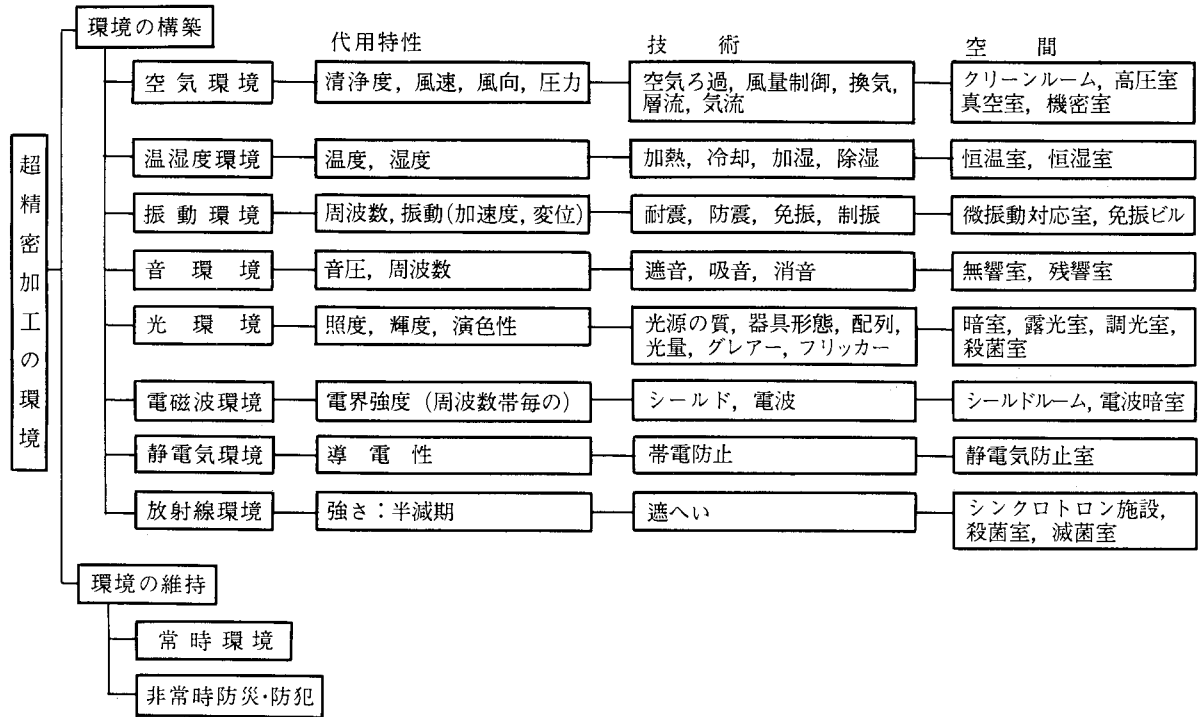 環境の構築
代用特性
技術
空間
空気環境
清浄度, 風速, 風向, 圧力
空気ろ過, 風量制御, 換気,
層流, 気流
クリーンルーム, 高圧室
真空室, 機密室
温湿度環境
温度, 湿度
加熱, 冷却, 加湿, 除湿
恒温室, 恒湿室
振動環境
周波数, 振動(加速度, 変位)
耐震, 防震, 免振, 制振
微振動対応室, 免振ビル
音環境
音圧, 周波数
遮音, 吸音, 消音
無響室, 残響室
光環境
照度, 輝度, 演色性
光源の質, 器具形態, 配列,
光量, グレアー, フリッカー
暗室, 露光室, 調光室,
殺菌室
電磁波環境
電界強度 (周波数帯毎の)
シールド, 電波
シールドルーム, 電波暗室
静電気環境
導電性
帯電防止
静電気防止室
放射線環境
強さ：半減期
遮へい
シンクロトロン施設,
殺菌室, 滅菌室
超精密加工の環境
環境の維持
常時環境
非常時防災・防犯